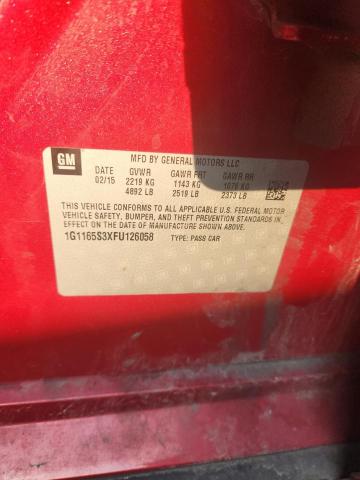 GM
MFD BY GENERAL MOTORS LLC
DATE GVWR GAWR FRT GAWR RR
02/15 2219 KG 1143 KG 1076 KG
4892 LB 2519 LB 2373 LB
THIS VEHICLE CONFORMS TO ALL APPLICABLE U.S. FEDERAL MOTOR
VEHICLE SAFETY, BUMPER, AND THEFT PREVENTION STANDARDS IN
EFFECT ON THE DATE OF MANUFACTURE SHOWN ABOVE.
1G1165S3XFU126058 TYPE: PASS CAR